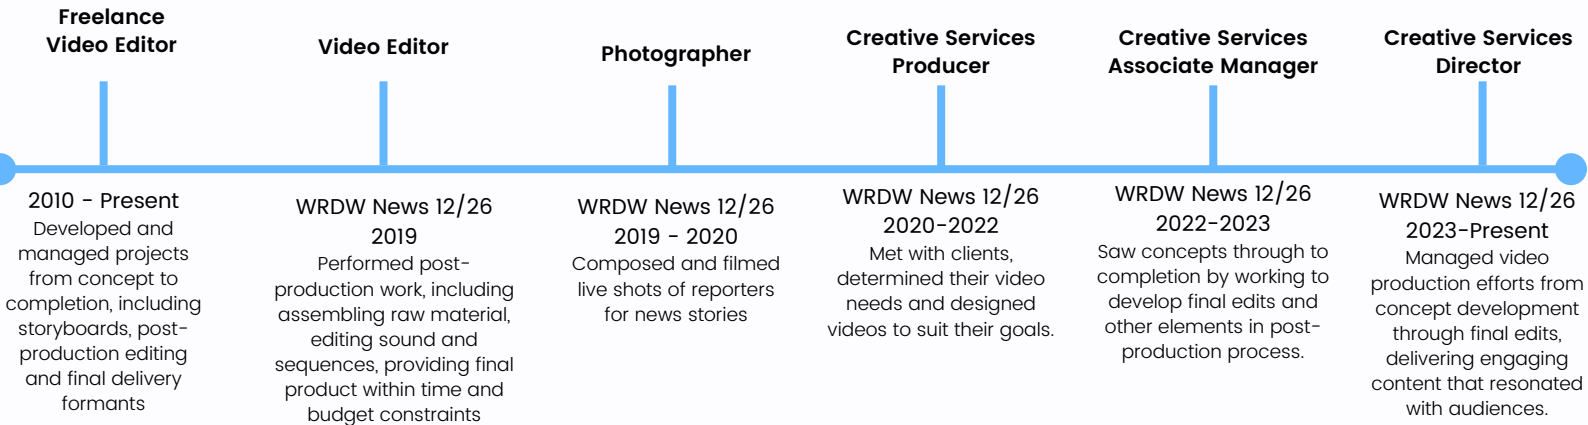 Freelance
Video Editor
2010 - Present
Developed and
managed projects
from concept to
completion, including
storyboards, post-
production editing
and final delivery
formants
Video Editor
WRDW News 12/26
2019
Performed post-
production work, including
assembling raw material,
editing sound and
sequences, providing final
product within time and
budget constraints
Photographer
WRDW News 12/26
2019 - 2020
Composed and filmed
live shots of reporters
for news stories
Creative Services
Producer
WRDW News 12/26
2020-2022
Met with clients,
determined their video
needs and designed
videos to suit their goals.
Creative Services
Associate Manager
WRDW News 12/26
2022-2023
Saw concepts through to
completion by working to
develop final edits and
other elements in post-
production process.
Creative Services
Director
WRDW News 12/26
2023-Present
Managed video
production efforts from
concept development
through final edits,
delivering engaging
content that resonated
with audiences.